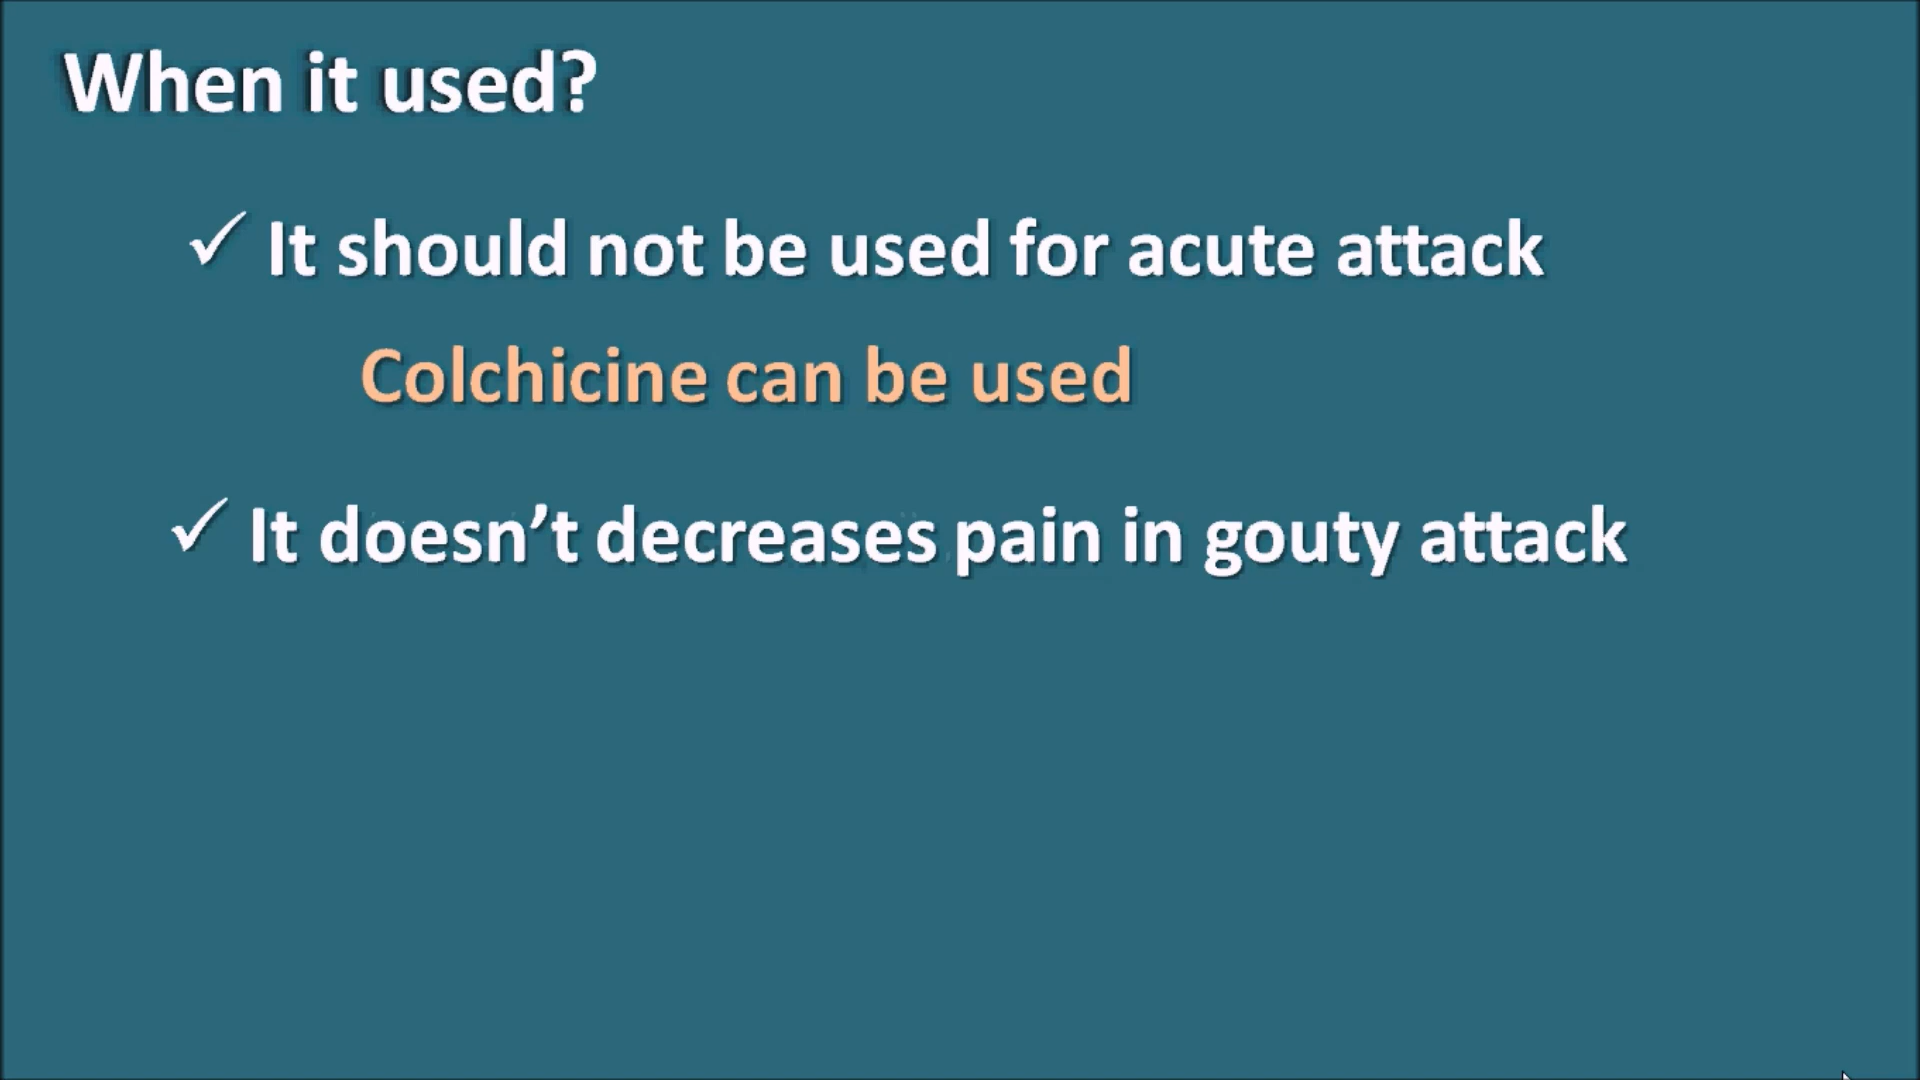 When it used?
✓ It should not be used for acute attack
Colchicine can be used
✓ It doesn’t decreases pain in gouty attack